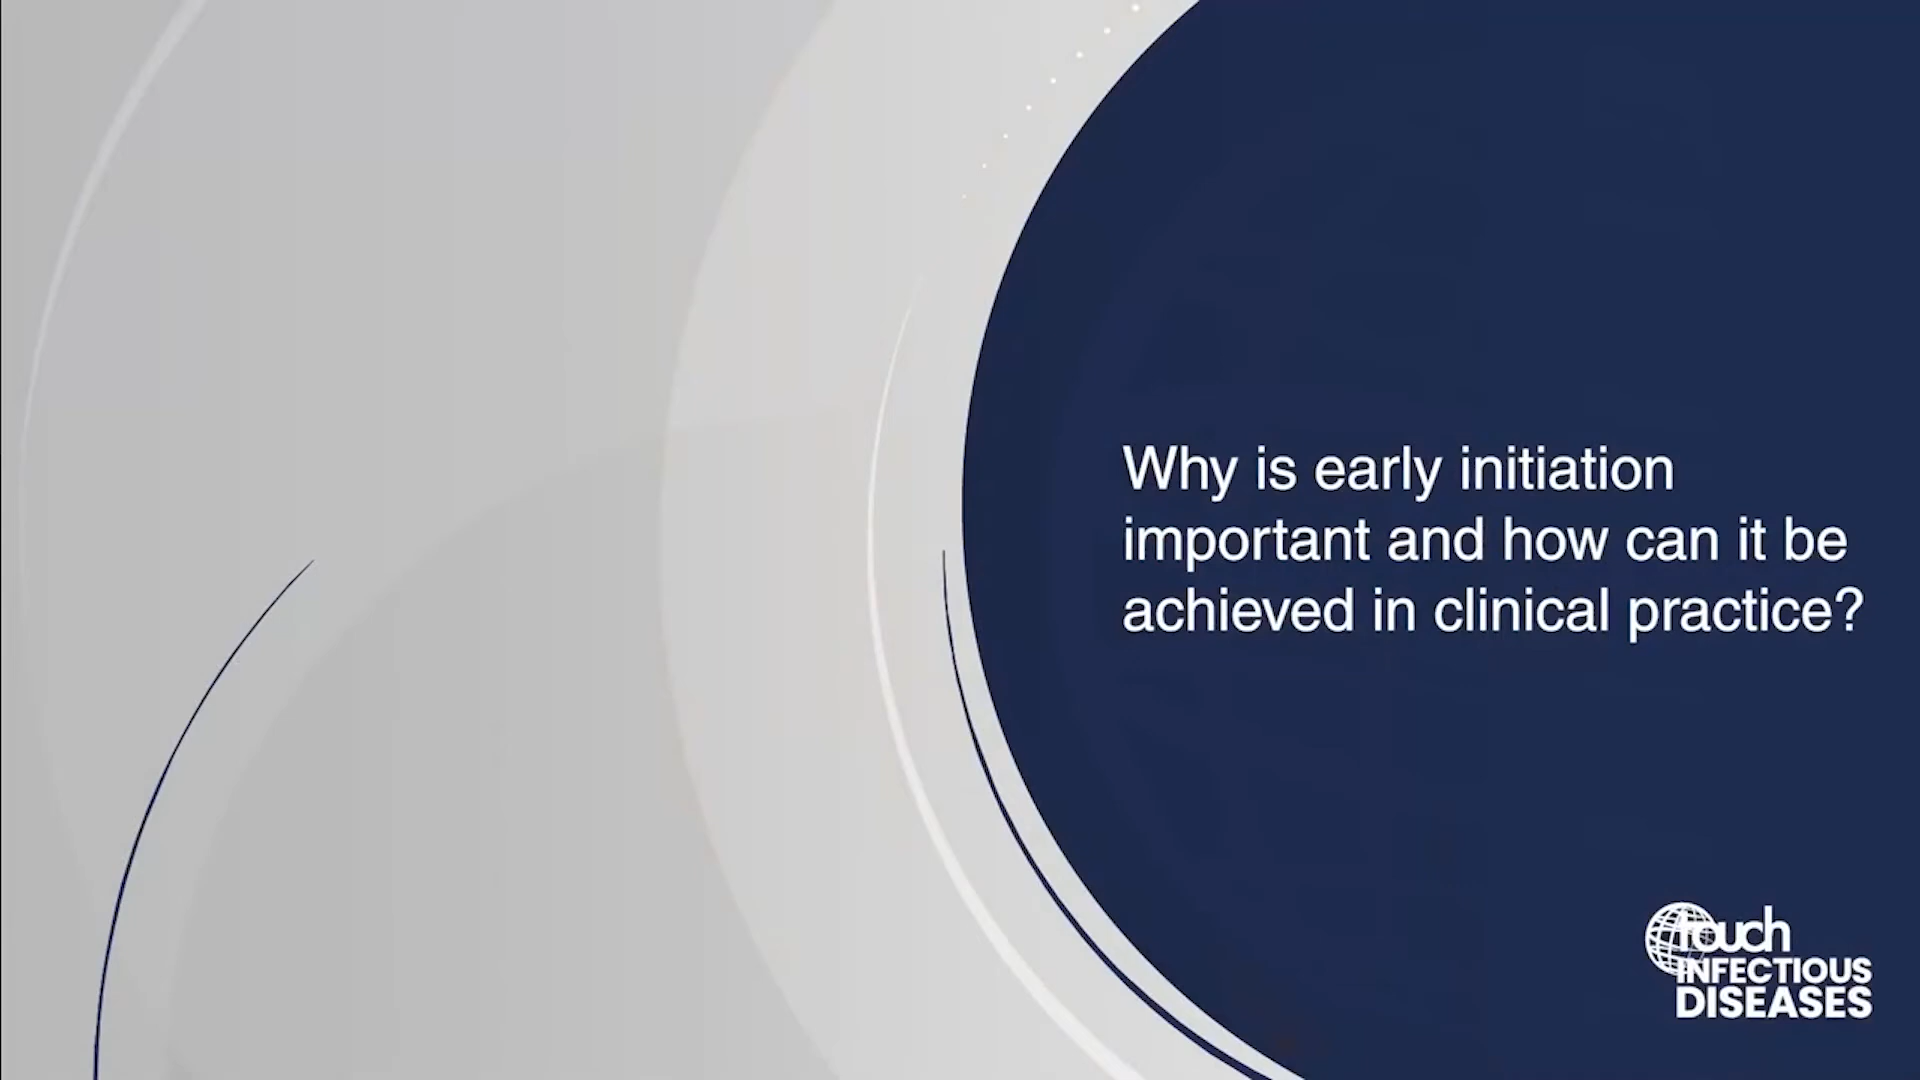 Why is early initiation
important and how can it be
achieved in clinical practice?
touch
INFECTIOUS
DISEASES